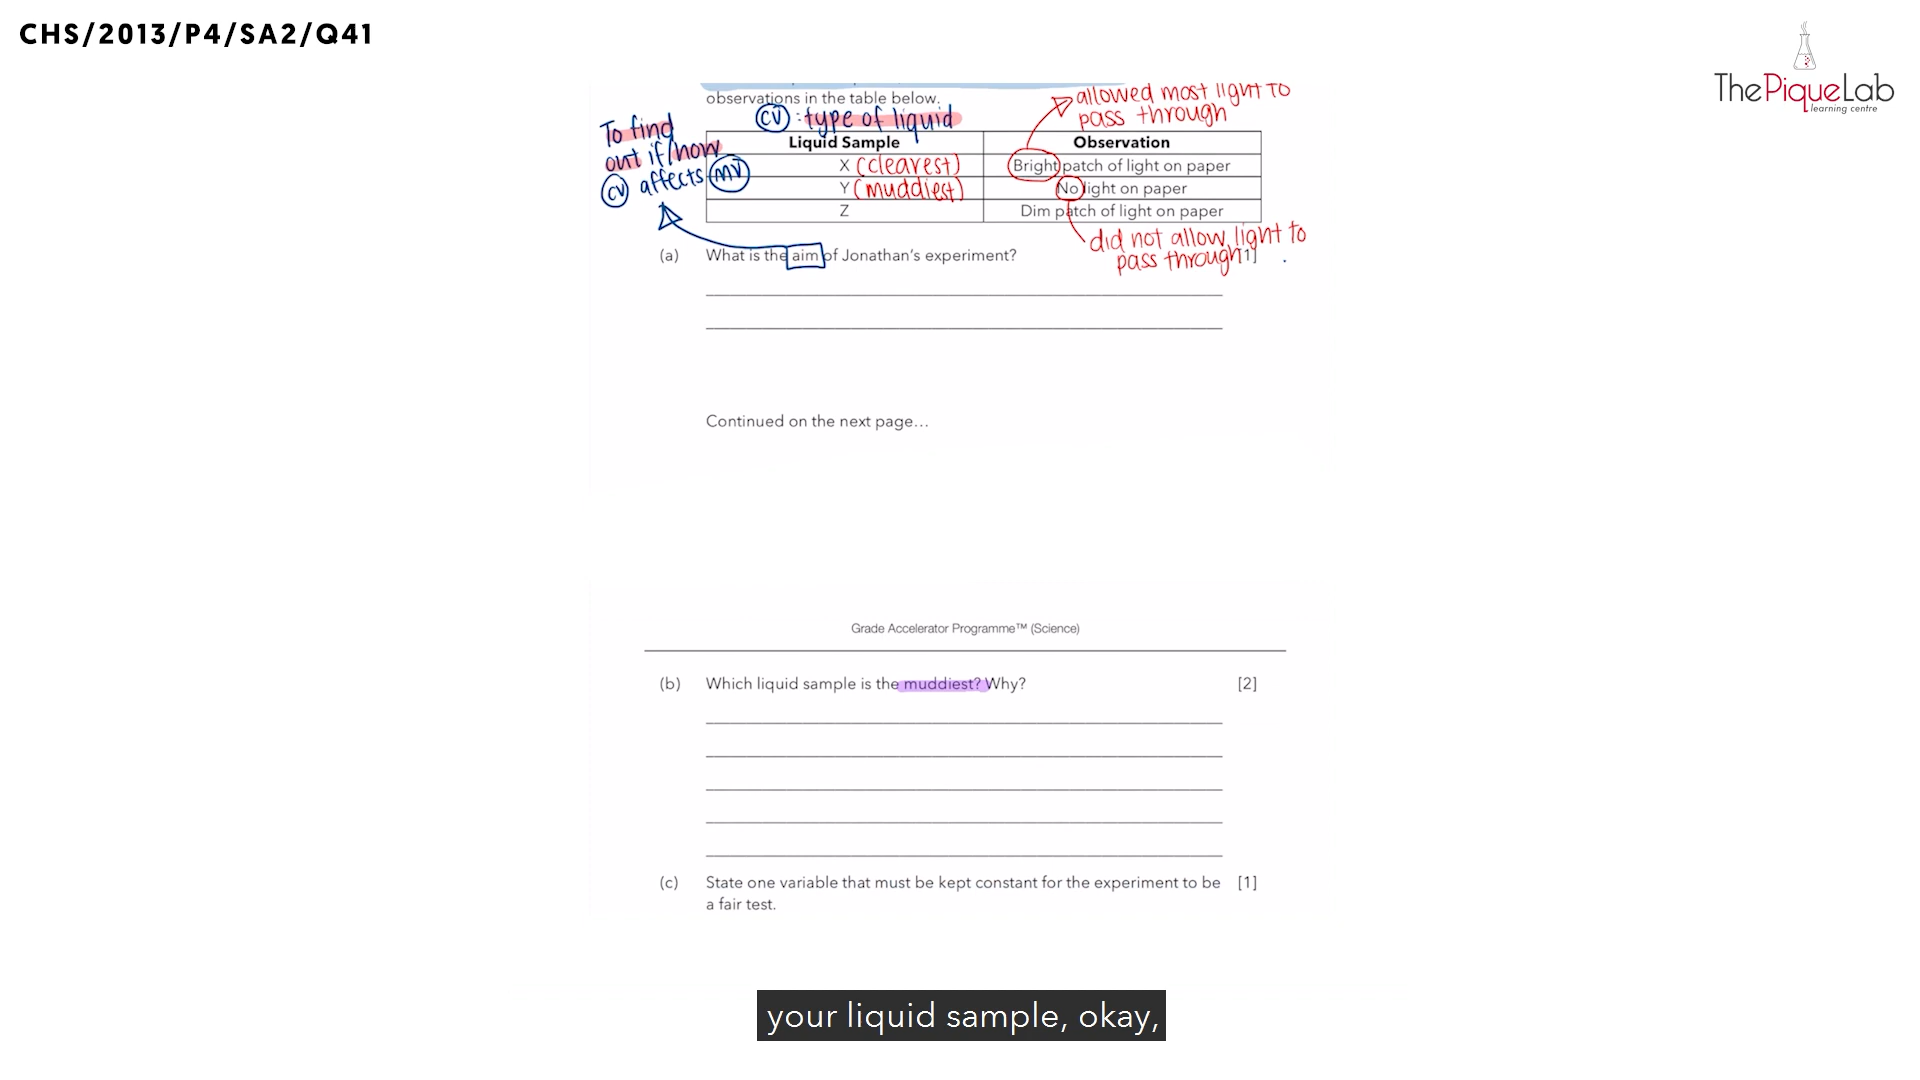 CHS/2013/P4/SA2/Q41
ThePiqueLab
learning centre
observations in the table below.
CV : type of liquid
allowed most light to
pass through
To find
out if/how
CV affects MV
Liquid Sample Observation
X (clearest) Bright patch of light on paper
Y (muddiest) No light on paper
Z Dim patch of light on paper
did not allow light to
pass through
(a) What is the aim of Jonathan's experiment? 1]
Continued on the next page...
Grade Accelerator Programme™ (Science)
(b) Which liquid sample is the muddiest? Why? [2]
(c) State one variable that must be kept constant for the experiment to be [1]
a fair test.
your liquid sample, okay,